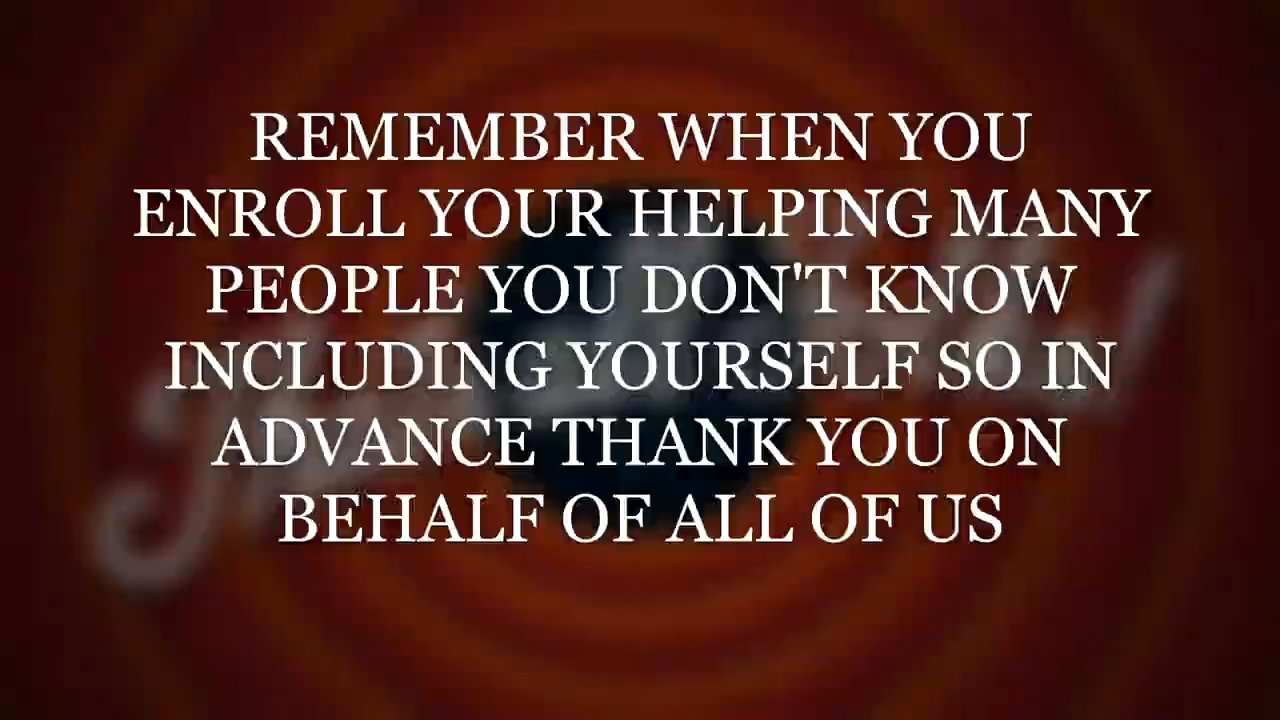 REMEMBER WHEN YOU
ENROLL YOUR HELPING MANY
PEOPLE YOU DON'T KNOW
INCLUDING YOURSELF SO IN
ADVANCE THANK YOU ON
BEHALF OF ALL OF US